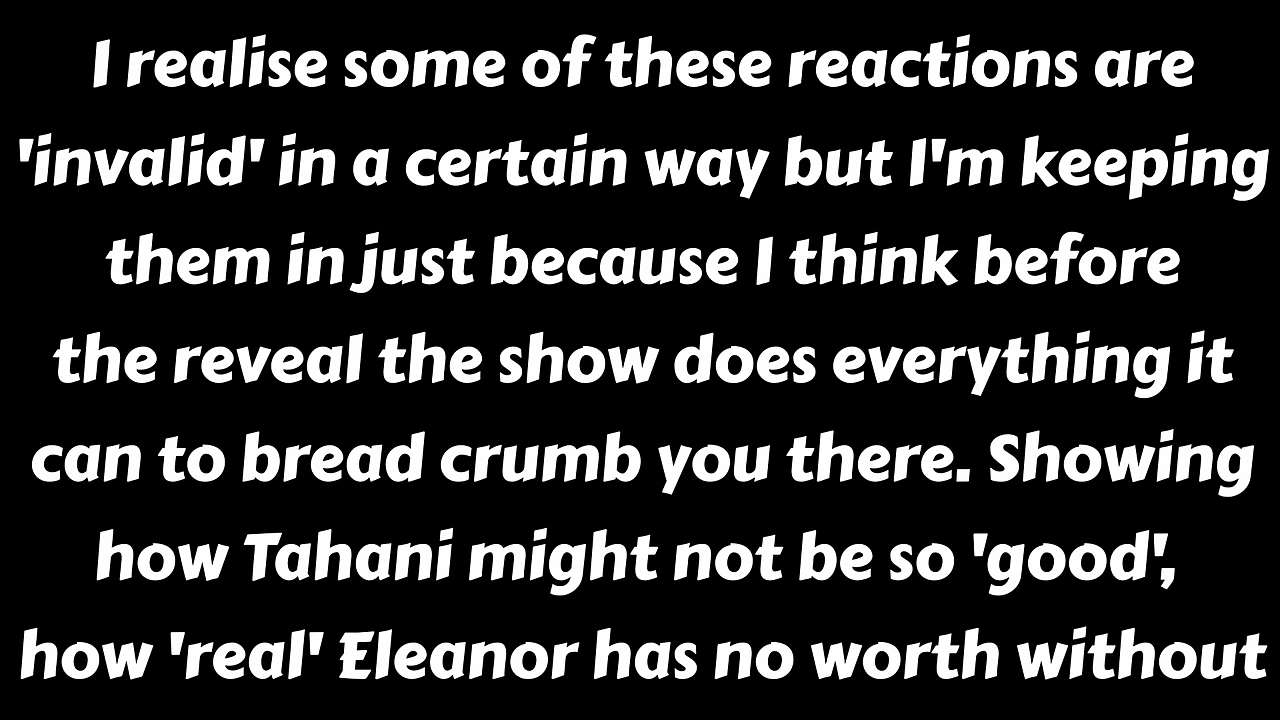 I realise some of these reactions are
'invalid' in a certain way but I'm keeping
them in just because I think before
the reveal the show does everything it
can to bread crumb you there. Showing
how Tahani might not be so 'good',
how 'real' Eleanor has no worth without